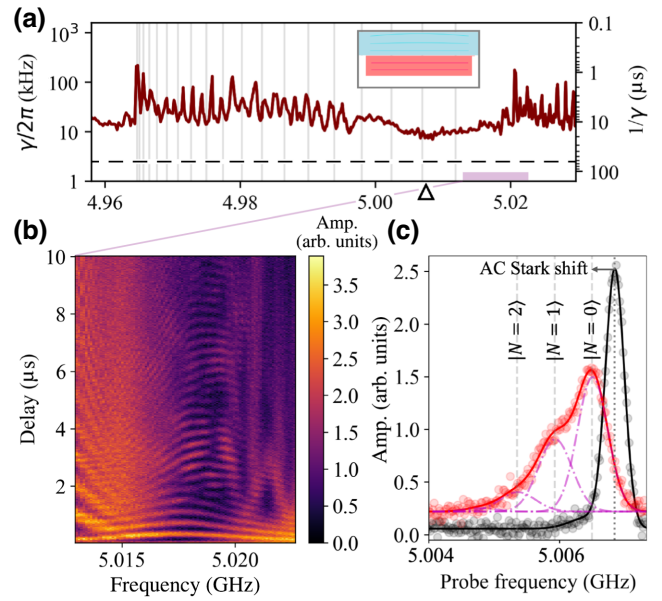 (a)
10³
100
10
1
γ/2π (kHz)
0.1
1
10
100
1/γ (μs)
4.96
4.98
5.00
5.02
(b)
Amp.
(arb. units)
10
8
6
4
2
Delay (μs)
5.015
5.020
Frequency (GHz)
3.5
3.0
2.5
2.0
1.5
1.0
0.5
0.0
(c)
AC Stark shift
|N = 2⟩
|N = 1⟩
|N = 0⟩
2.5
2.0
1.5
1.0
0.5
0.0
Amp. (arb. units)
5.004
5.006
Probe frequency (GHz)